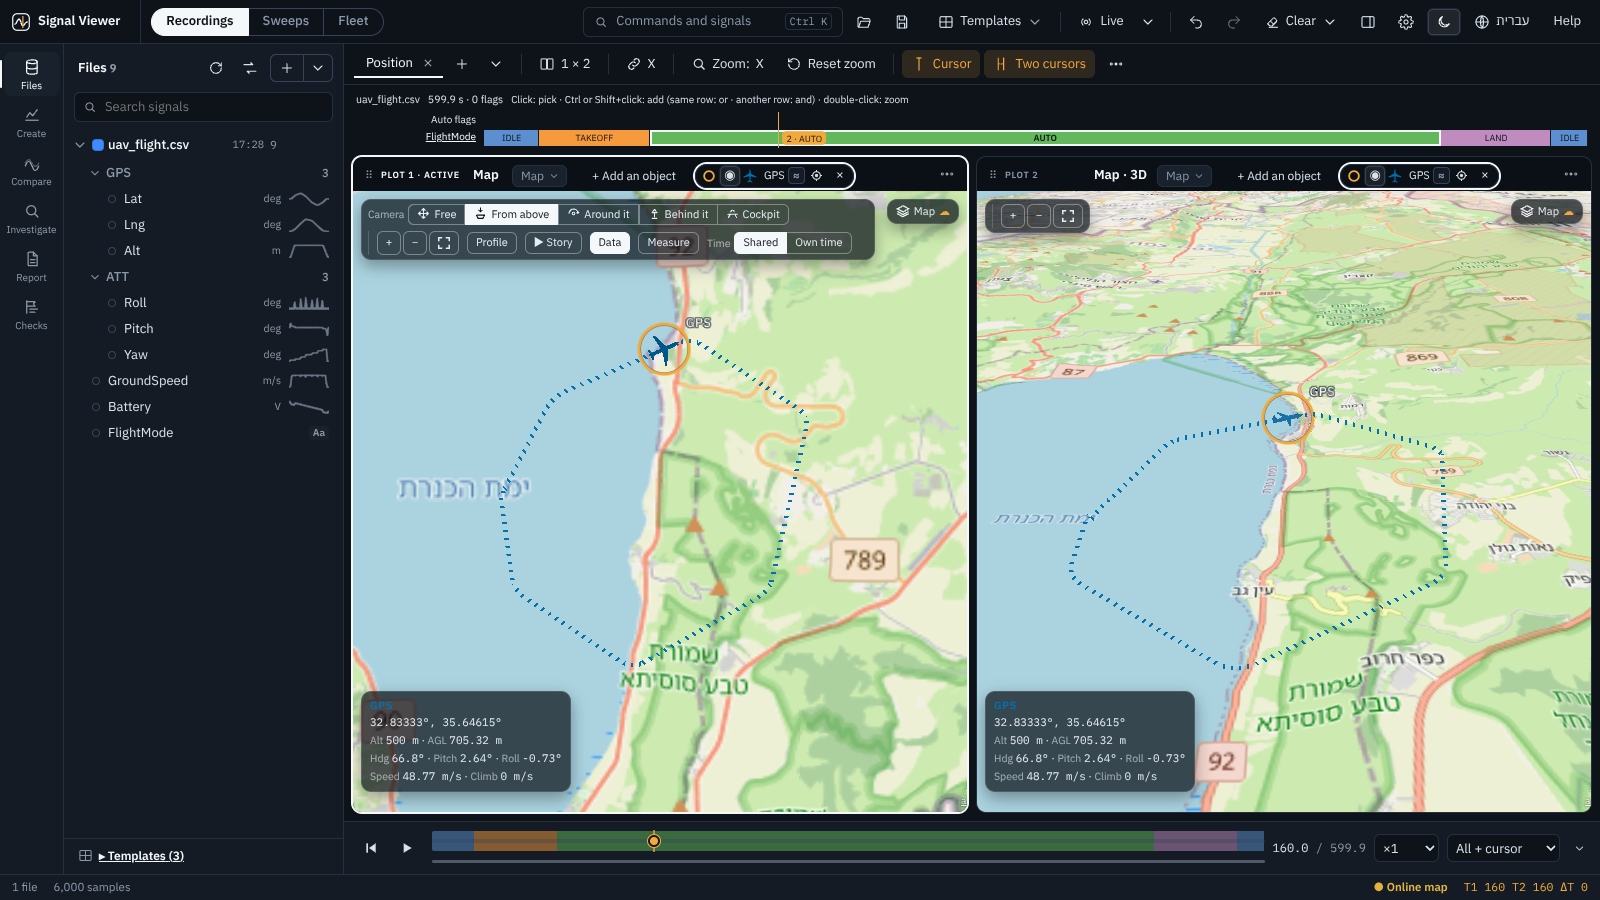 Signal Viewer
Recordings Sweeps Fleet
Commands and signals Ctrl K
Templates
Live
Clear
עברית
Help
Files
Create
Compare
Investigate
Report
Checks
Files 9
Search signals
uav_flight.csv 17:28 9
GPS 3
Lat deg
Lng deg
Alt m
ATT 3
Roll deg
Pitch deg
Yaw deg
GroundSpeed m/s
Battery V
FlightMode Aa
▸ Templates (3)
Position × +
1 × 2
X
Zoom: X
Reset zoom
Cursor
Two cursors
uav_flight.csv 599.9 s · 0 flags Click: pick · Ctrl or Shift+click: add (same row: or · another row: and) · double-click: zoom
Auto flags
FlightMode IDLE TAKEOFF 2 · AUTO AUTO LAND IDLE
PLOT 1 · ACTIVE Map Map + Add an object GPS ×
Camera Free From above Around it Behind it Cockpit
+ − Profile Story Data Measure Time Shared Own time
Map
92
GPS
ימת הכנרת
789
שמורת
טבע סוסיתא
GPS
32.83333°, 35.64615°
Alt 500 m · AGL 705.32 m
Hdg 66.8° · Pitch 2.64° · Roll -0.73°
Speed 48.77 m/s · Climb 0 m/s
PLOT 2 Map · 3D Map + Add an object GPS ×
+ −
Map
808
869
87
GPS
רמות
789
ימת הכנרת
בני יהודה
נאות גולן
עין גב
כפר חרוב
שמורת
טבע סוסיתא
92
GPS
32.83333°, 35.64615°
Alt 500 m · AGL 705.32 m
Hdg 66.8° · Pitch 2.64° · Roll -0.73°
Speed 48.77 m/s · Climb 0 m/s
160.0 / 599.9 ×1 All + cursor
1 file 6,000 samples
Online map T1 160 T2 160 ΔT 0